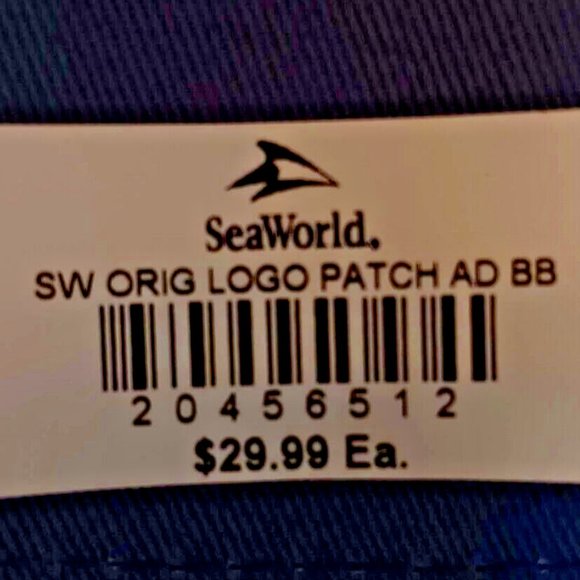 SeaWorld.
SW ORIG LOGO PATCH AD BB
20456512
$29.99 Ea.